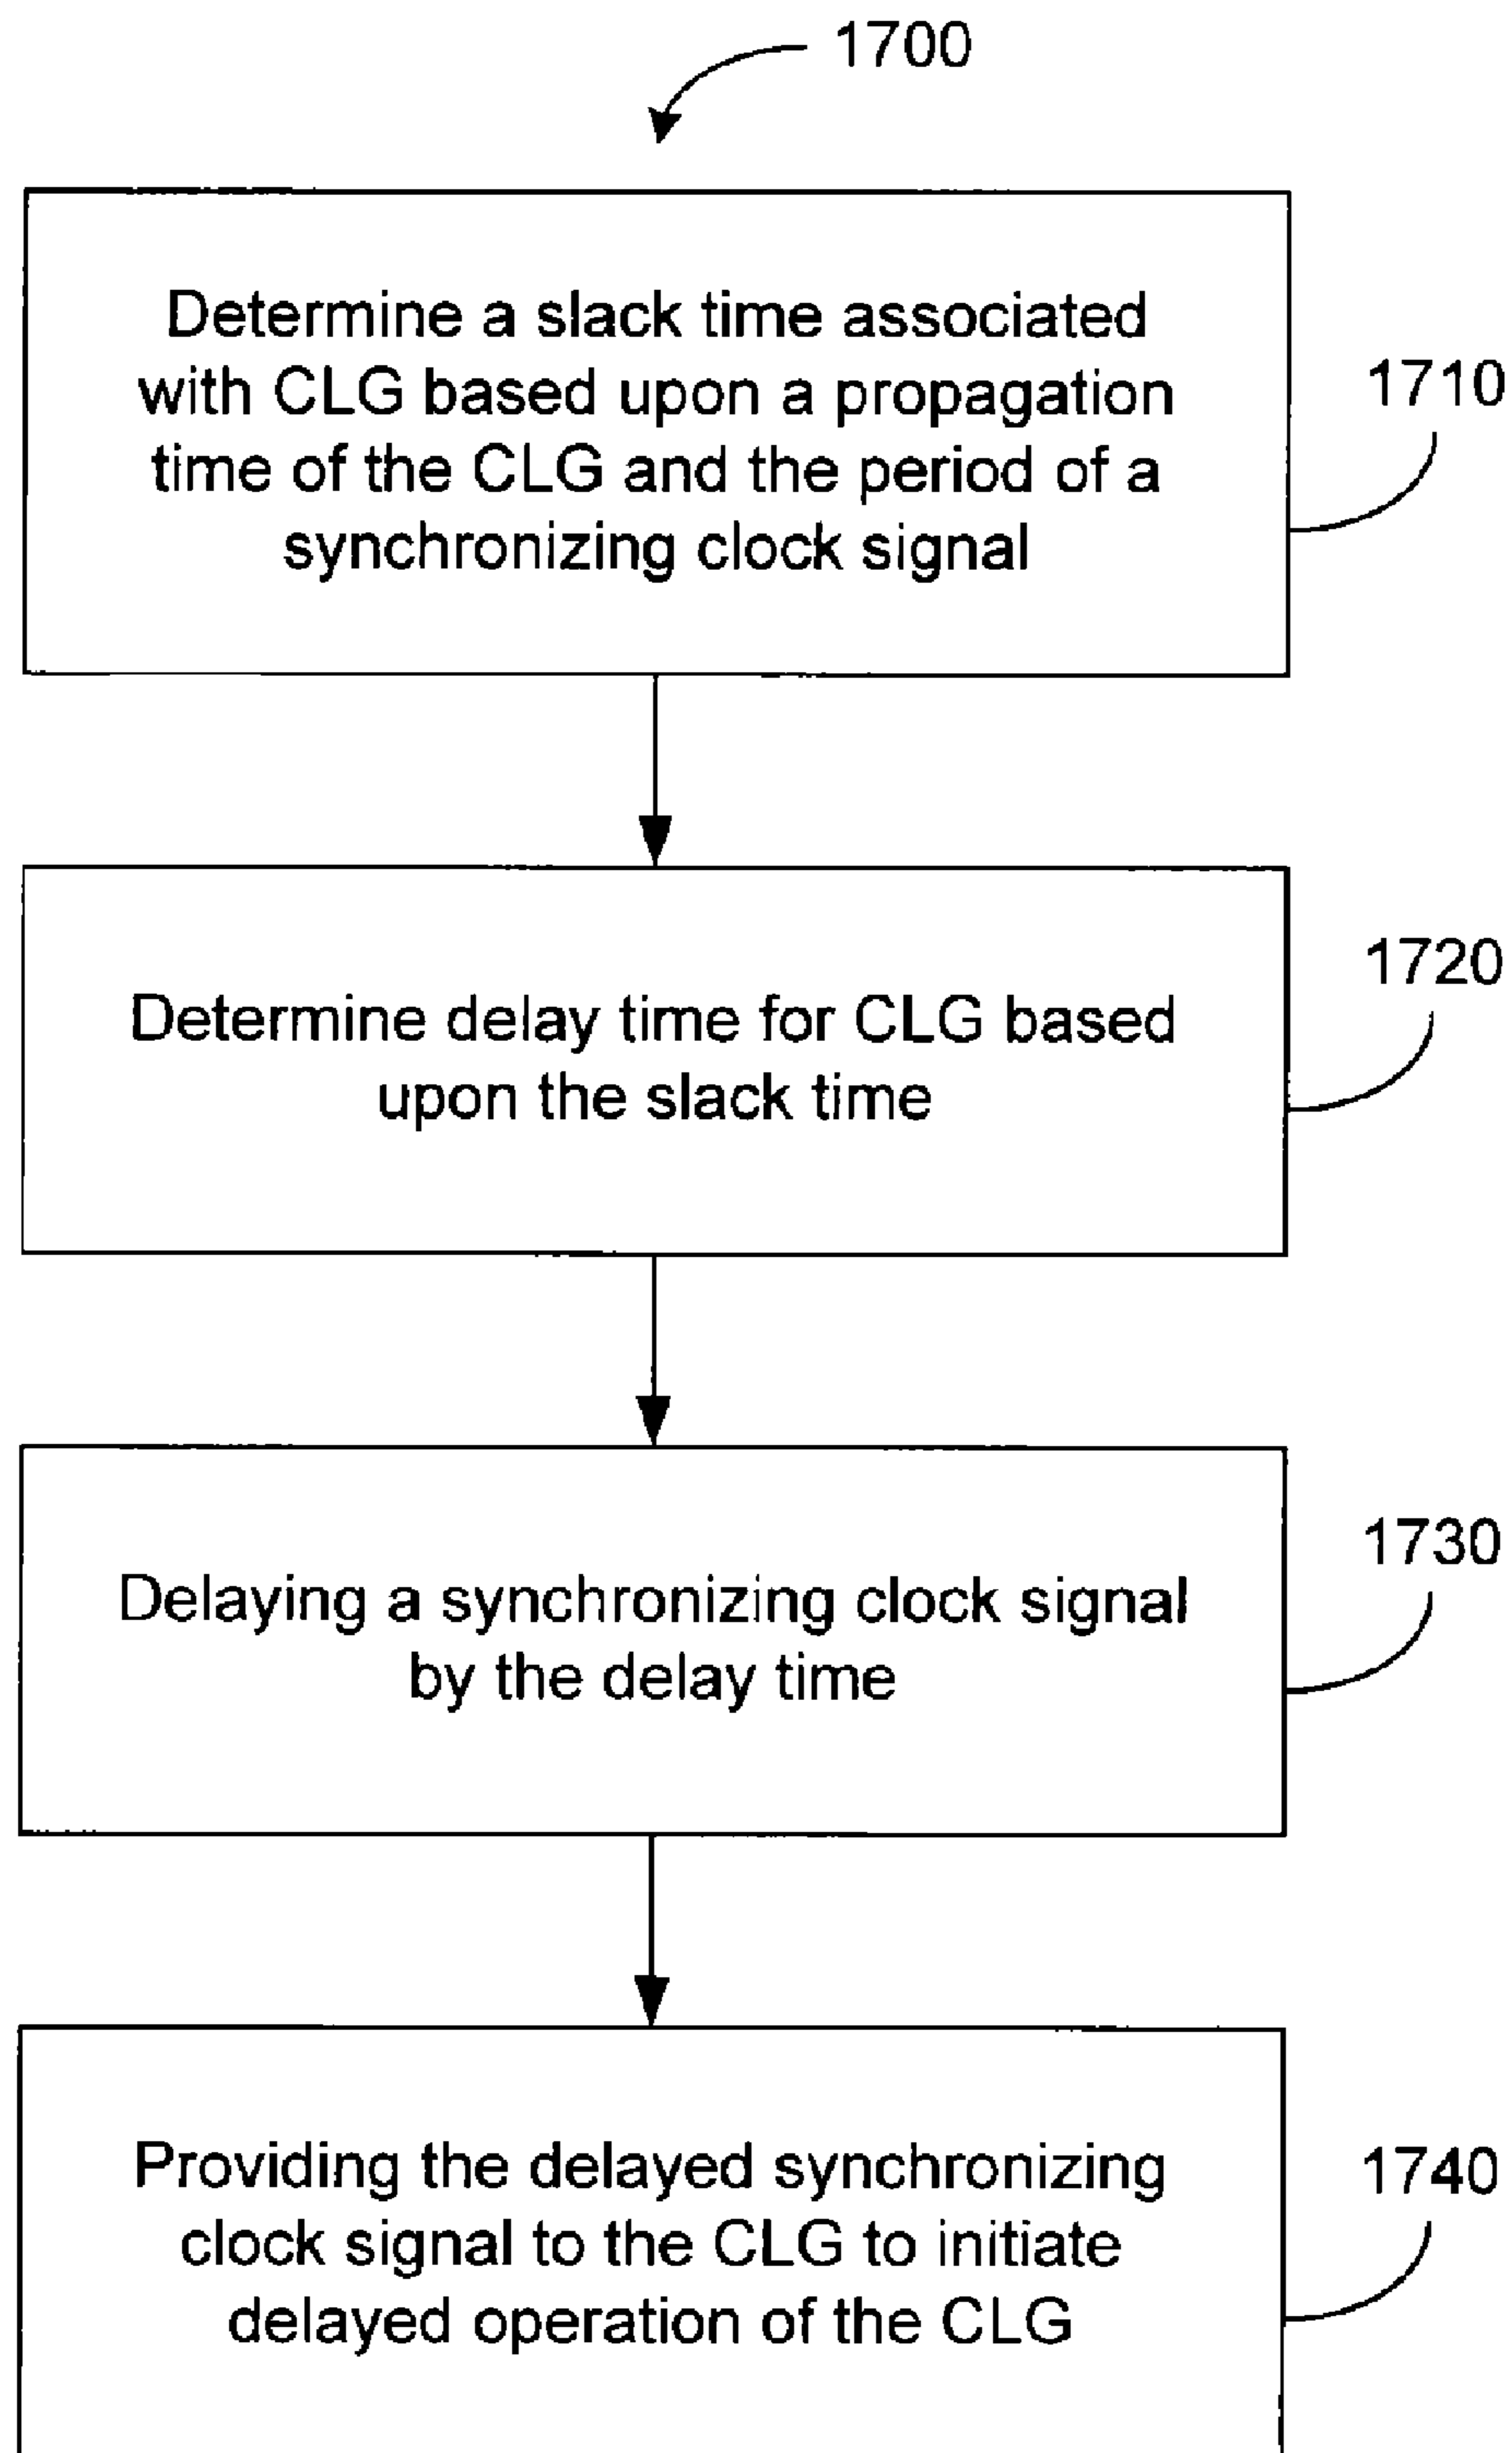 1700
Determine a slack time associated
with CLG based upon a propagation
time of the CLG and the period of a
synchronizing clock signal
1710
Determine delay time for CLG based
upon the slack time
1720
Delaying a synchronizing clock signal
by the delay time
1730
Providing the delayed synchronizing
clock signal to the CLG to initiate
delayed operation of the CLG
1740